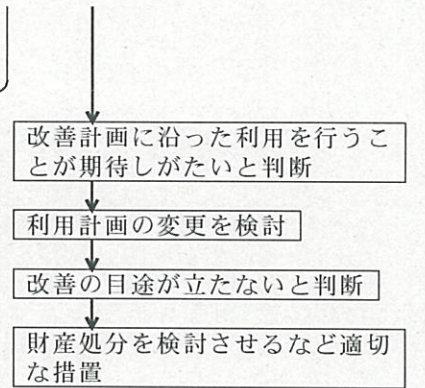 改善計画に沿った利用を行うこ
とが期待しがたいと判断
利用計画の変更を検討
改善の目途が立たないと判断
財産処分を検討させるなど適切
な措置